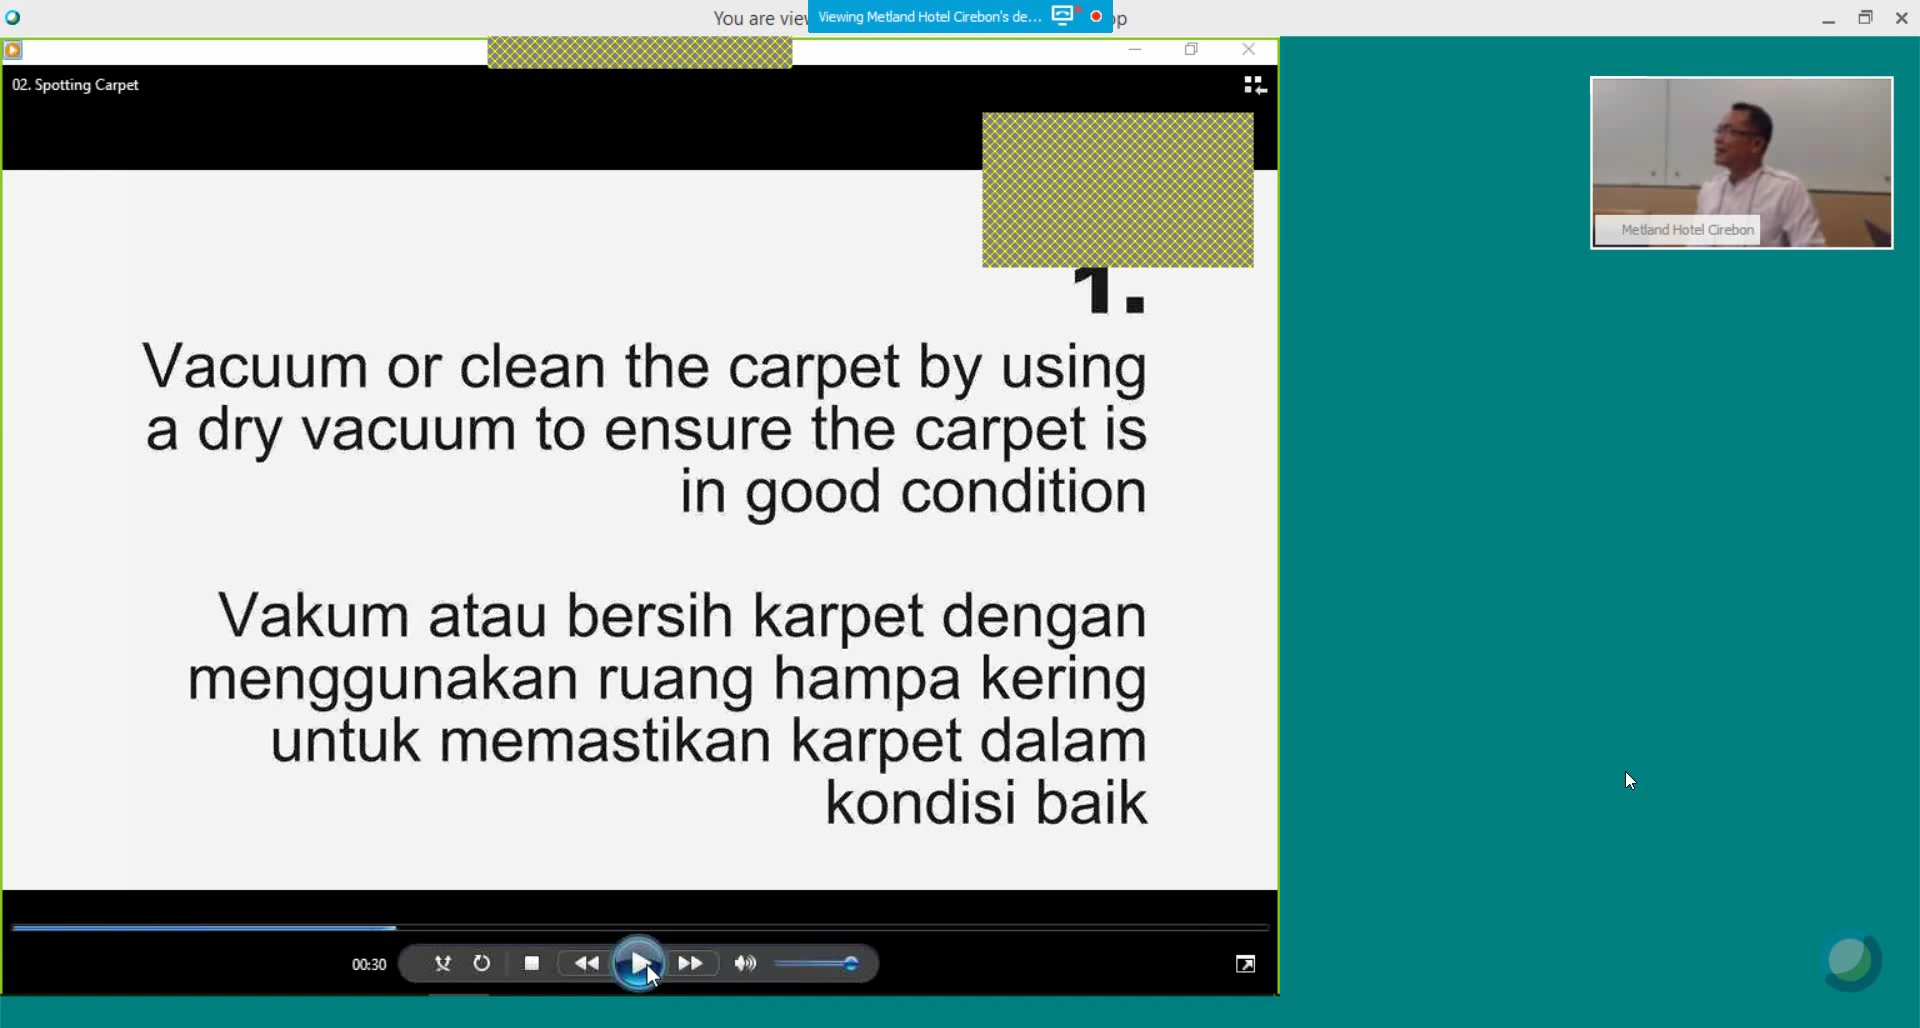 You are vie
Viewing Metland Hotel Cirebon's de...
op
02. Spotting Carpet
1.
Vacuum or clean the carpet by using
a dry vacuum to ensure the carpet is
in good condition
Vakum atau bersih karpet dengan
menggunakan ruang hampa kering
untuk memastikan karpet dalam
kondisi baik
00:30
Metland Hotel Cirebon